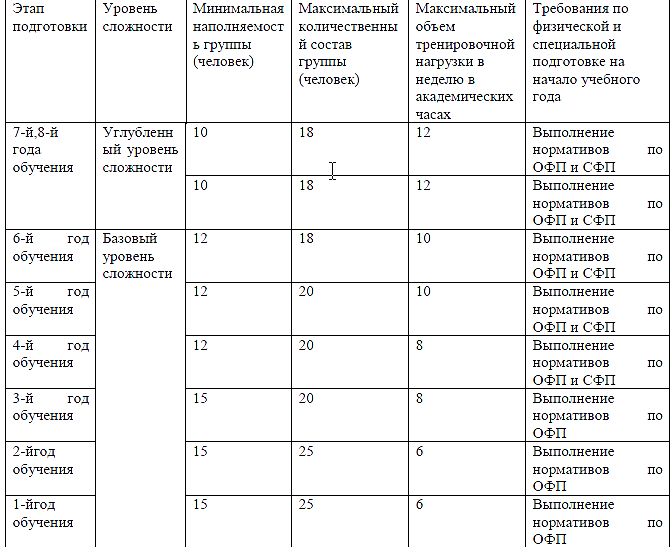 Этап
подготовки
Уровень
сложности
Минимальная
наполняемост
ь группы
(человек)
Максимальный
количественны
й состав
группы
(человек)
Максимальный
объем
тренировочной
нагрузки в
неделю в
академических
часах
Требования по
физической и
специальной
подготовке на
начало учебного
года
7-й,8-й
года
обучения
Углубленн
ный уровень
сложности
10
18
12
Выполнение
нормативов по
ОФП и СФП
10
18
12
Выполнение
нормативов по
ОФП и СФП
6-й год
обучения
Базовый
уровень
сложности
12
18
10
Выполнение
нормативов по
ОФП и СФП
5-й год
обучения
12
20
10
Выполнение
нормативов по
ОФП и СФП
4-й год
обучения
12
20
8
Выполнение
нормативов по
ОФП и СФП
3-й год
обучения
15
20
8
Выполнение
нормативов по
ОФП
2-йгод
обучения
15
25
6
Выполнение
нормативов по
ОФП
1-йгод
обучения
15
25
6
Выполнение
нормативов по
ОФП